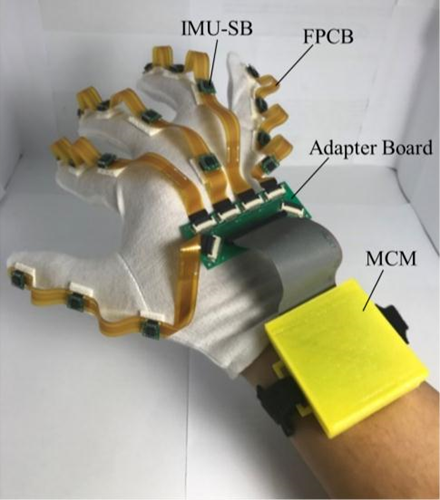 IMU-SB
FPCB
Adapter Board
MCM